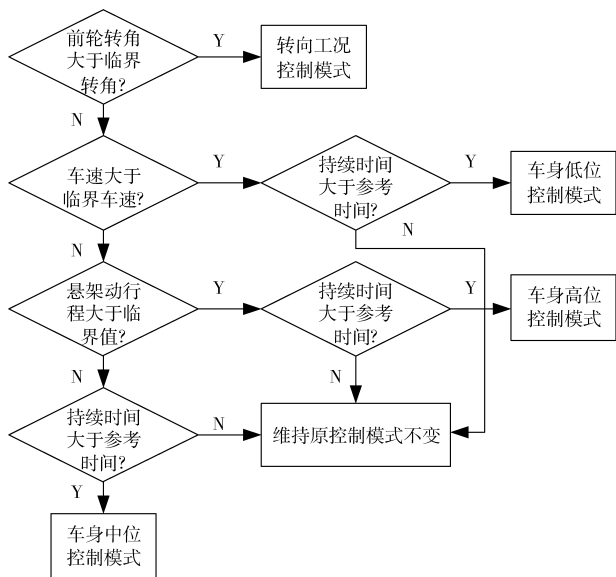 前轮转角
大于临界
转角?
Y
转向工况
控制模式
N
车速大于
临界车速?
Y
持续时间
大于参考
时间?
Y
车身低位
控制模式
N
N
悬架动行
程大于临
界值?
Y
持续时间
大于参考
时间?
Y
车身高位
控制模式
N
N
持续时间
大于参考
时间?
N
维持原控制模式不变
Y
车身中位
控制模式